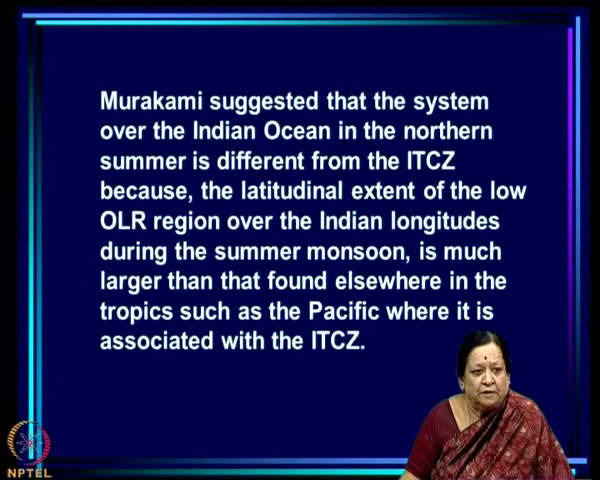 Murakami suggested that the system
over the Indian Ocean in the northern
summer is different from the ITCZ
because, the latitudinal extent of the low
OLR region over the Indian longitudes
during the summer monsoon, is much
larger than that found elsewhere in the
tropics such as the Pacific where it is
associated with the ITCZ.
NPTEL